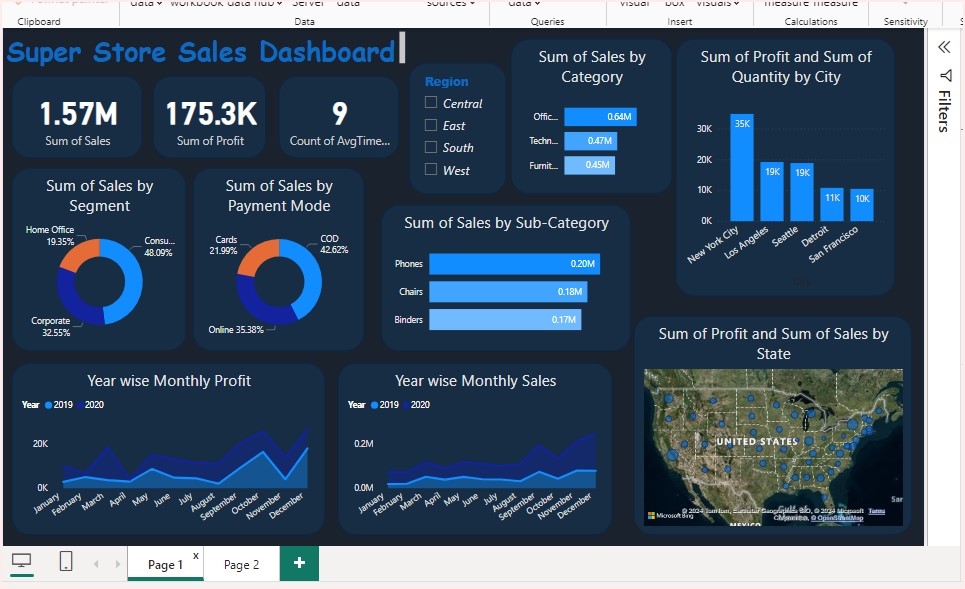 data
workbook data hub
server
data
sources
data
visual
box
visuals
measure measure
Clipboard
Data
Queries
Insert
Calculations
Sensitivity
Super Store Sales Dashboard
1.57M
Sum of Sales
175.3K
Sum of Profit
9
Count of AvgTime...
Region
Central
East
South
West
Sum of Sales by
Category
Offic...
0.64M
Techn...
0.47M
Furnit...
0.45M
Sum of Profit and Sum of
Quantity by City
30K
20K
10K
0K
35K
19K
19K
11K
10K
New York City
Los Angeles
Seattle
Detroit
San Francisco
Filters
Sum of Sales by
Segment
Home Office
19.35%
Consu...
48.09%
Corporate
32.55%
Sum of Sales by
Payment Mode
Cards
21.99%
COD
42.62%
Online 35.38%
Sum of Sales by Sub-Category
Phones
0.20M
Chairs
0.18M
Binders
0.17M
Year wise Monthly Profit
Year 2019 2020
20K
0K
January
February
March
April
May
June
July
August
September
October
November
December
Year wise Monthly Sales
Year 2019 2020
0.2M
0.0M
January
February
March
April
May
June
July
August
September
October
November
December
Sum of Profit and Sum of Sales by
State
UNITED STATES
MEXICO
Microsoft Bing
Terms
© OpenStreetMap
Page 1
x
Page 2
+